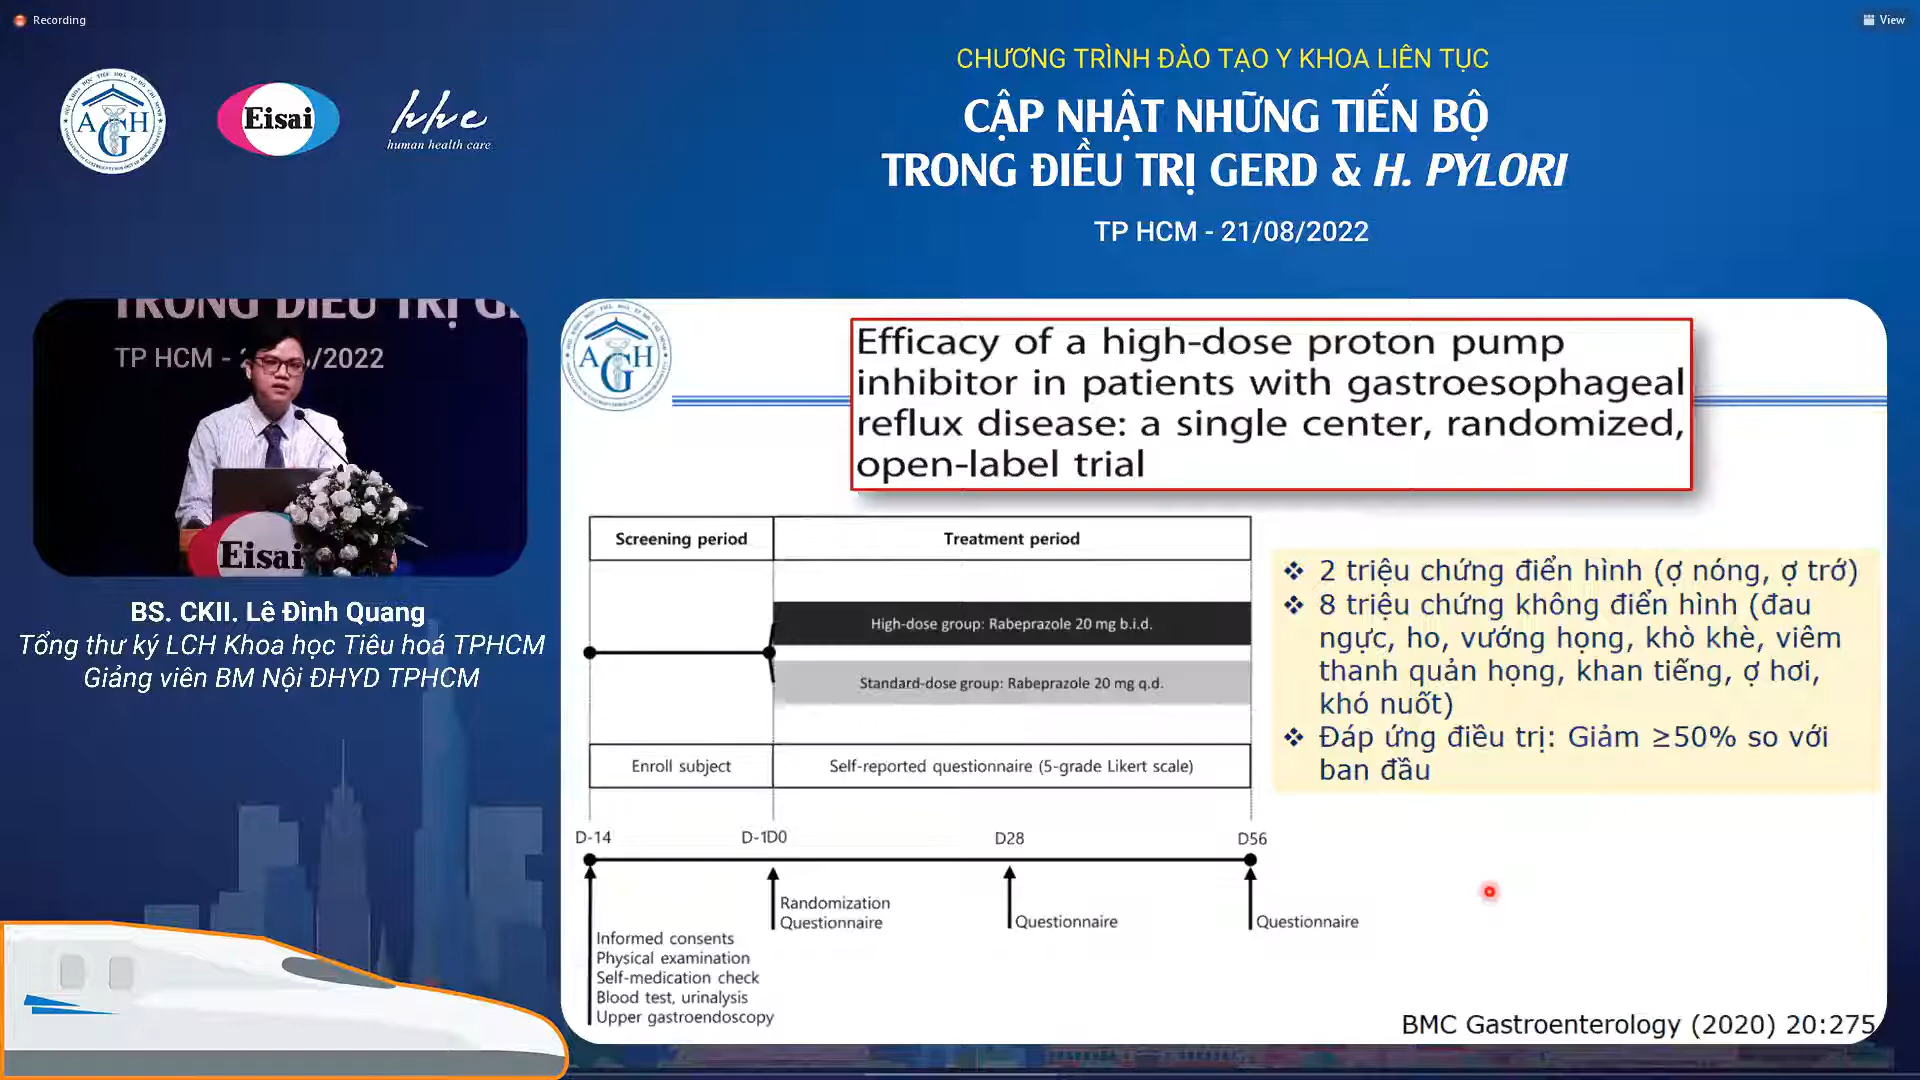 Recording
View
CHƯƠNG TRÌNH ĐÀO TẠO Y KHOA LIÊN TỤC
CẬP NHẬT NHỮNG TIẾN BỘ
TRONG ĐIỀU TRỊ GERD & H. PYLORI
TP HCM - 21/08/2022
AGH
Eisai
hhc
human health care
TRONG ĐIỀU TRỊ G
TP HCM - 2 /2022
Eisai
BS. CKII. Lê Đình Quang
Tổng thư ký LCH Khoa học Tiêu hoá TPHCM
Giảng viên BM Nội ĐHYD TPHCM
AGH
Efficacy of a high-dose proton pump
inhibitor in patients with gastroesophageal
reflux disease: a single center, randomized,
open-label trial
Screening period
Treatment period
High-dose group: Rabeprazole 20 mg b.i.d.
Standard-dose group: Rabeprazole 20 mg q.d.
Enroll subject
Self-reported questionnaire (5-grade Likert scale)
D-14
D-1D0
D28
D56
Randomization
Questionnaire
Questionnaire
Questionnaire
Informed consents
Physical examination
Self-medication check
Blood test, urinalysis
Upper gastroendoscopy
❖ 2 triệu chứng điển hình (ợ nóng, ợ trớ)
❖ 8 triệu chứng không điển hình (đau
ngực, ho, vướng họng, khò khè, viêm
thanh quản họng, khan tiếng, ợ hơi,
khó nuốt)
❖ Đáp ứng điều trị: Giảm ≥50% so với
ban đầu
BMC Gastroenterology (2020) 20:275